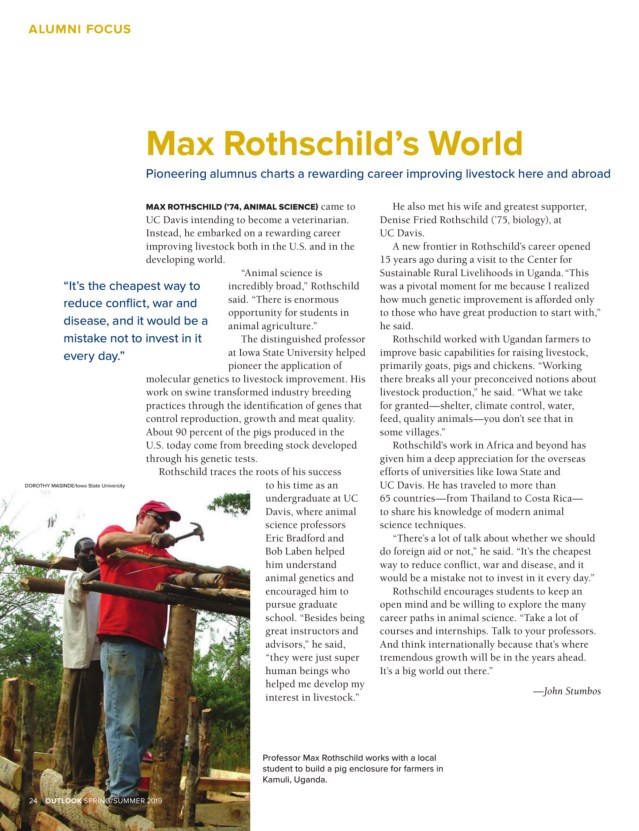 ALUMNI FOCUS
Max Rothschild’s World
Pioneering alumnus charts a rewarding career improving livestock here and abroad
MAX ROTHSCHILD (’74, ANIMAL SCIENCE) came to
UC Davis intending to become a veterinarian.
Instead, he embarked on a rewarding career
improving livestock both in the U.S. and in the
developing world.
“Animal science is
incredibly broad,” Rothschild
said. “There is enormous
opportunity for students in
animal agriculture.”
The distinguished professor
at Iowa State University helped
pioneer the application of
molecular genetics to livestock improvement. His
work on swine transformed industry breeding
practices through the identification of genes that
control reproduction, growth and meat quality.
About 90 percent of the pigs produced in the
U.S. today come from breeding stock developed
through his genetic tests.
Rothschild traces the roots of his success
to his time as an
undergraduate at UC
Davis, where animal
science professors
Eric Bradford and
Bob Laben helped
him understand
animal genetics and
encouraged him to
pursue graduate
school. “Besides being
great instructors and
advisors,” he said,
“they were just super
human beings who
helped me develop my
interest in livestock.”
“It’s the cheapest way to
reduce conflict, war and
disease, and it would be a
mistake not to invest in it
every day.”
He also met his wife and greatest supporter,
Denise Fried Rothschild (’75, biology), at
UC Davis.
A new frontier in Rothschild’s career opened
15 years ago during a visit to the Center for
Sustainable Rural Livelihoods in Uganda. “This
was a pivotal moment for me because I realized
how much genetic improvement is afforded only
to those who have great production to start with,”
he said.
Rothschild worked with Ugandan farmers to
improve basic capabilities for raising livestock,
primarily goats, pigs and chickens. “Working
there breaks all your preconceived notions about
livestock production,” he said. “What we take
for granted—shelter, climate control, water,
feed, quality animals—you don’t see that in
some villages.”
Rothschild’s work in Africa and beyond has
given him a deep appreciation for the overseas
efforts of universities like Iowa State and
UC Davis. He has traveled to more than
65 countries—from Thailand to Costa Rica—
to share his knowledge of modern animal
science techniques.
“There’s a lot of talk about whether we should
do foreign aid or not,” he said. “It’s the cheapest
way to reduce conflict, war and disease, and it
would be a mistake not to invest in it every day.”
Rothschild encourages students to keep an
open mind and be willing to explore the many
career paths in animal science. “Take a lot of
courses and internships. Talk to your professors.
And think internationally because that’s where
tremendous growth will be in the years ahead.
It’s a big world out there.”
—John Stumbos
DOROTHY MASINDE/Iowa State University
Professor Max Rothschild works with a local
student to build a pig enclosure for farmers in
Kamuli, Uganda.
24 OUTLOOK SPRING/SUMMER 2019